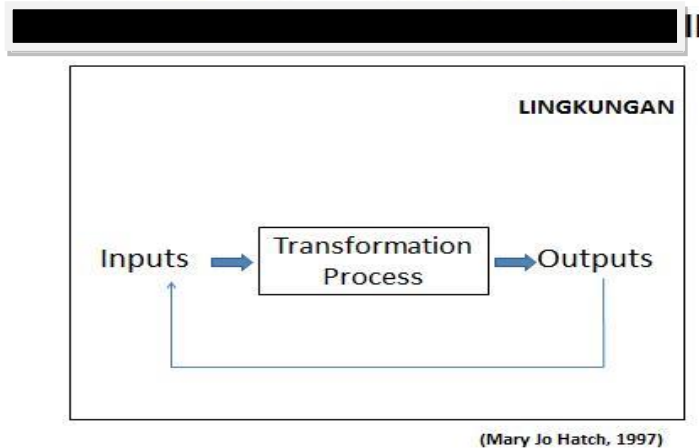 LINGKUNGAN
Inputs
Transformation
Process
Outputs
(Mary Jo Hatch, 1997)